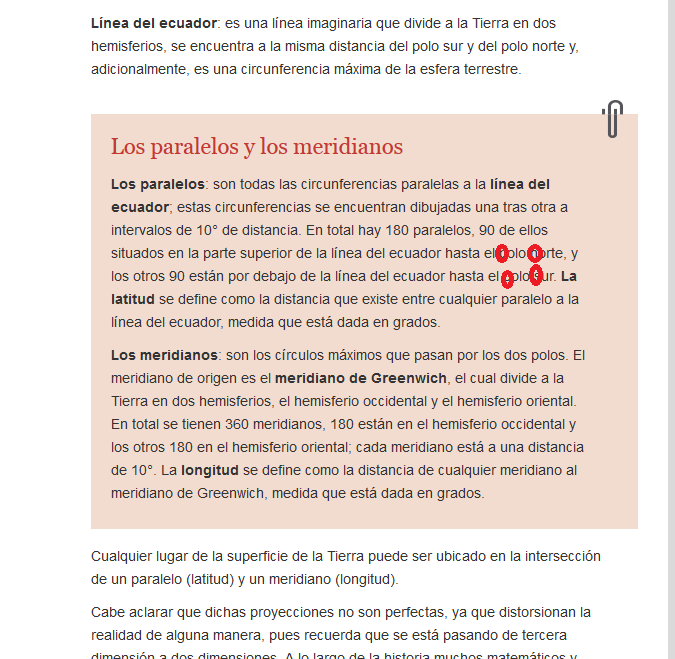 Línea del ecuador: es una línea imaginaria que divide a la Tierra en dos
hemisferios, se encuentra a la misma distancia del polo sur y del polo norte y,
adicionalmente, es una circunferencia máxima de la esfera terrestre.
Los paralelos y los meridianos
Los paralelos: son todas las circunferencias paralelas a la línea del
ecuador; estas circunferencias se encuentran dibujadas una tras otra a
intervalos de 10° de distancia. En total hay 180 paralelos, 90 de ellos
situados en la parte superior de la línea del ecuador hasta el polo norte, y
los otros 90 están por debajo de la línea del ecuador hasta el polo sur. La
latitud se define como la distancia que existe entre cualquier paralelo a la
línea del ecuador, medida que está dada en grados.
Los meridianos: son los círculos máximos que pasan por los dos polos. El
meridiano de origen es el meridiano de Greenwich, el cual divide a la
Tierra en dos hemisferios, el hemisferio occidental y el hemisferio oriental.
En total se tienen 360 meridianos, 180 están en el hemisferio occidental y
los otros 180 en el hemisferio oriental; cada meridiano está a una distancia
de 10°. La longitud se define como la distancia de cualquier meridiano al
meridiano de Greenwich, medida que está dada en grados.
Cualquier lugar de la superficie de la Tierra puede ser ubicado en la intersección
de un paralelo (latitud) y un meridiano (longitud).
Cabe aclarar que dichas proyecciones no son perfectas, ya que distorsionan la
realidad de alguna manera, pues recuerda que se está pasando de tercera
dimensión a dos dimensiones. A lo largo de la historia muchos matemáticos y